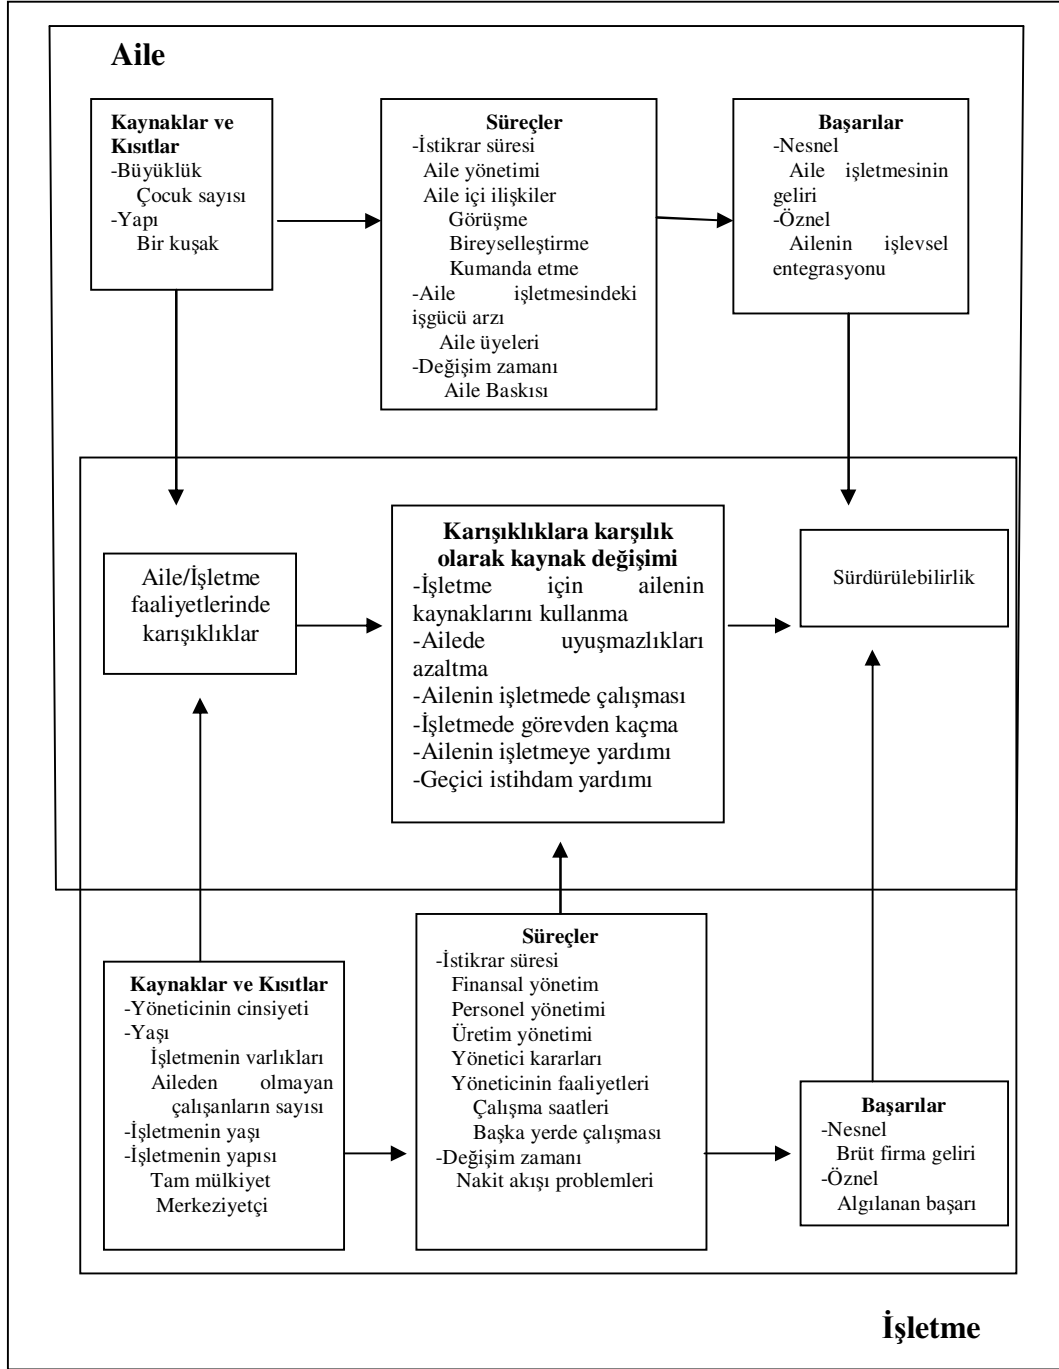 Aile
Kaynaklar ve
Kısıtlar
-Büyüklük
Çocuk sayısı
-Yapı
Bir kuşak
Süreçler
-İstikrar süresi
Aile yönetimi
Aile içi ilişkiler
Görüşme
Bireyselleştirme
Kumanda etme
-Aile işletmesindeki
işgücü arzı
Aile üyeleri
-Değişim zamanı
Aile Baskısı
Başarılar
-Nesnel
Aile işletmesinin
geliri
-Öznel
Ailenin işlevsel
entegrasyonu
Aile/İşletme
faaliyetlerinde
karışıklıklar
Karışıklıklara karşılık
olarak kaynak değişimi
-İşletme için ailenin
kaynaklarını kullanma
-Ailede uyuşmazlıkları
azaltma
-Ailenin işletmede çalışması
-İşletmede görevden kaçma
-Ailenin işletmeye yardımı
-Geçici istihdam yardımı
Sürdürülebilirlik
Kaynaklar ve Kısıtlar
-Yöneticinin cinsiyeti
-Yaşı
İşletmenin varlıkları
Aileden olmayan
çalışanların sayısı
-İşletmenin yaşı
-İşletmenin yapısı
Tam mülkiyet
Merkeziyetçi
Süreçler
-İstikrar süresi
Finansal yönetim
Personel yönetimi
Üretim yönetimi
Yönetici kararları
Yöneticinin faaliyetleri
Çalışma saatleri
Başka yerde çalışması
-Değişim zamanı
Nakit akışı problemleri
Başarılar
-Nesnel
Brüt firma geliri
-Öznel
Algılanan başarı
İşletme